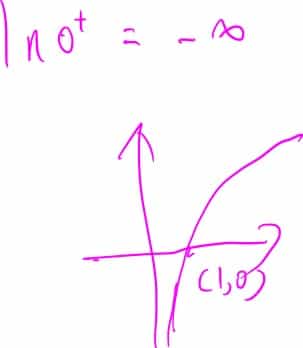 ln 0⁺ = - ∞
(1,0)